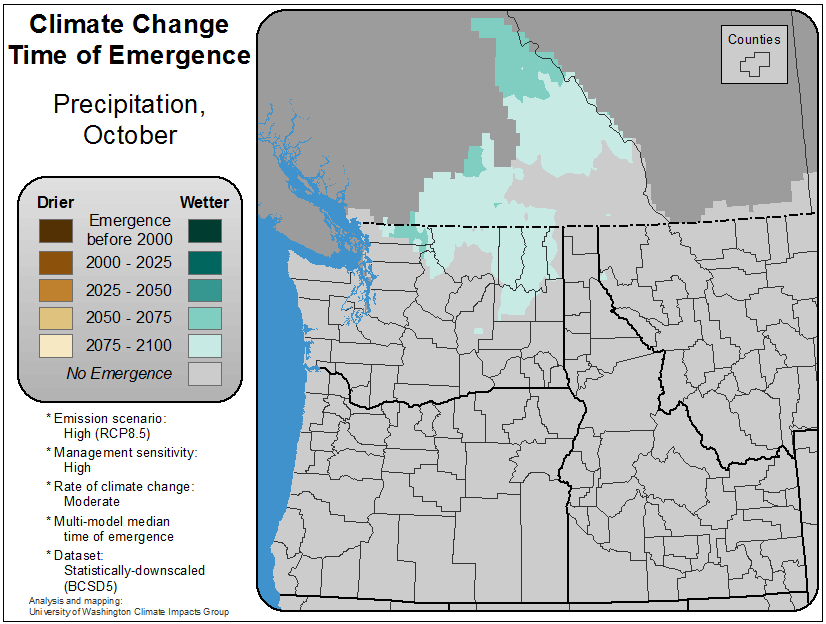 Climate Change
Time of Emergence
Precipitation,
October
Counties
Drier Wetter
Emergence
before 2000
2000 - 2025
2025 - 2050
2050 - 2075
2075 - 2100
No Emergence
* Emission scenario:
High (RCP8.5)
* Management sensitivity:
High
* Rate of climate change:
Moderate
* Multi-model median
time of emergence
* Dataset:
Statistically-downscaled
(BCSD5)
Analysis and mapping:
University of Washington Climate Impacts Group